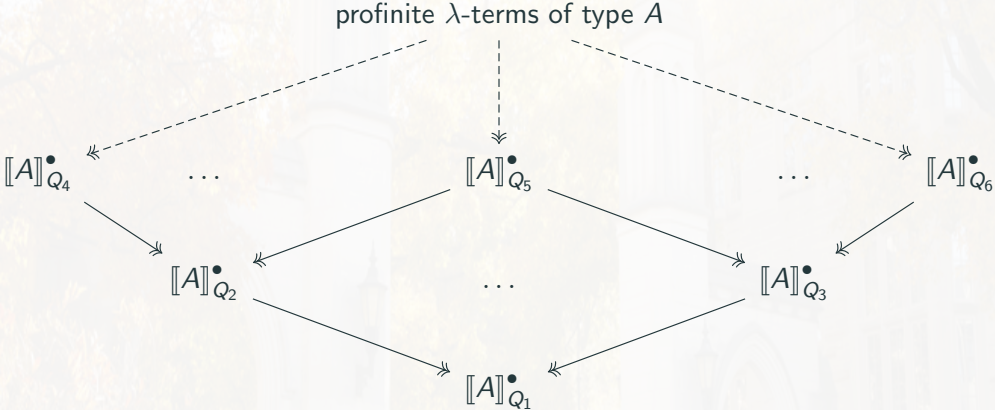 profinite λ-terms of type A
⟦A⟧•Q4 ... ⟦A⟧•Q5 ... ⟦A⟧•Q6
⟦A⟧•Q2 ... ⟦A⟧•Q3
⟦A⟧•Q1